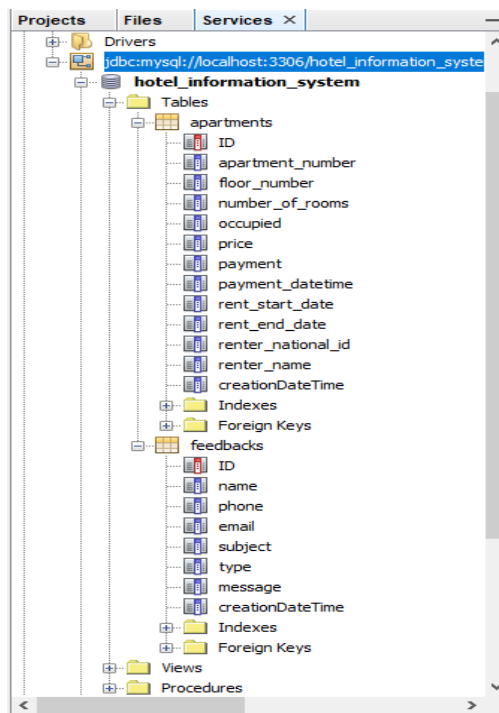 Projects Files Services ×
Drivers
jdbc:mysql://localhost:3306/hotel_information_syste
hotel_information_system
Tables
apartments
ID
apartment_number
floor_number
number_of_rooms
occupied
price
payment
payment_datetime
rent_start_date
rent_end_date
renter_national_id
renter_name
creationDateTime
Indexes
Foreign Keys
feedbacks
ID
name
phone
email
subject
type
message
creationDateTime
Indexes
Foreign Keys
Views
Procedures